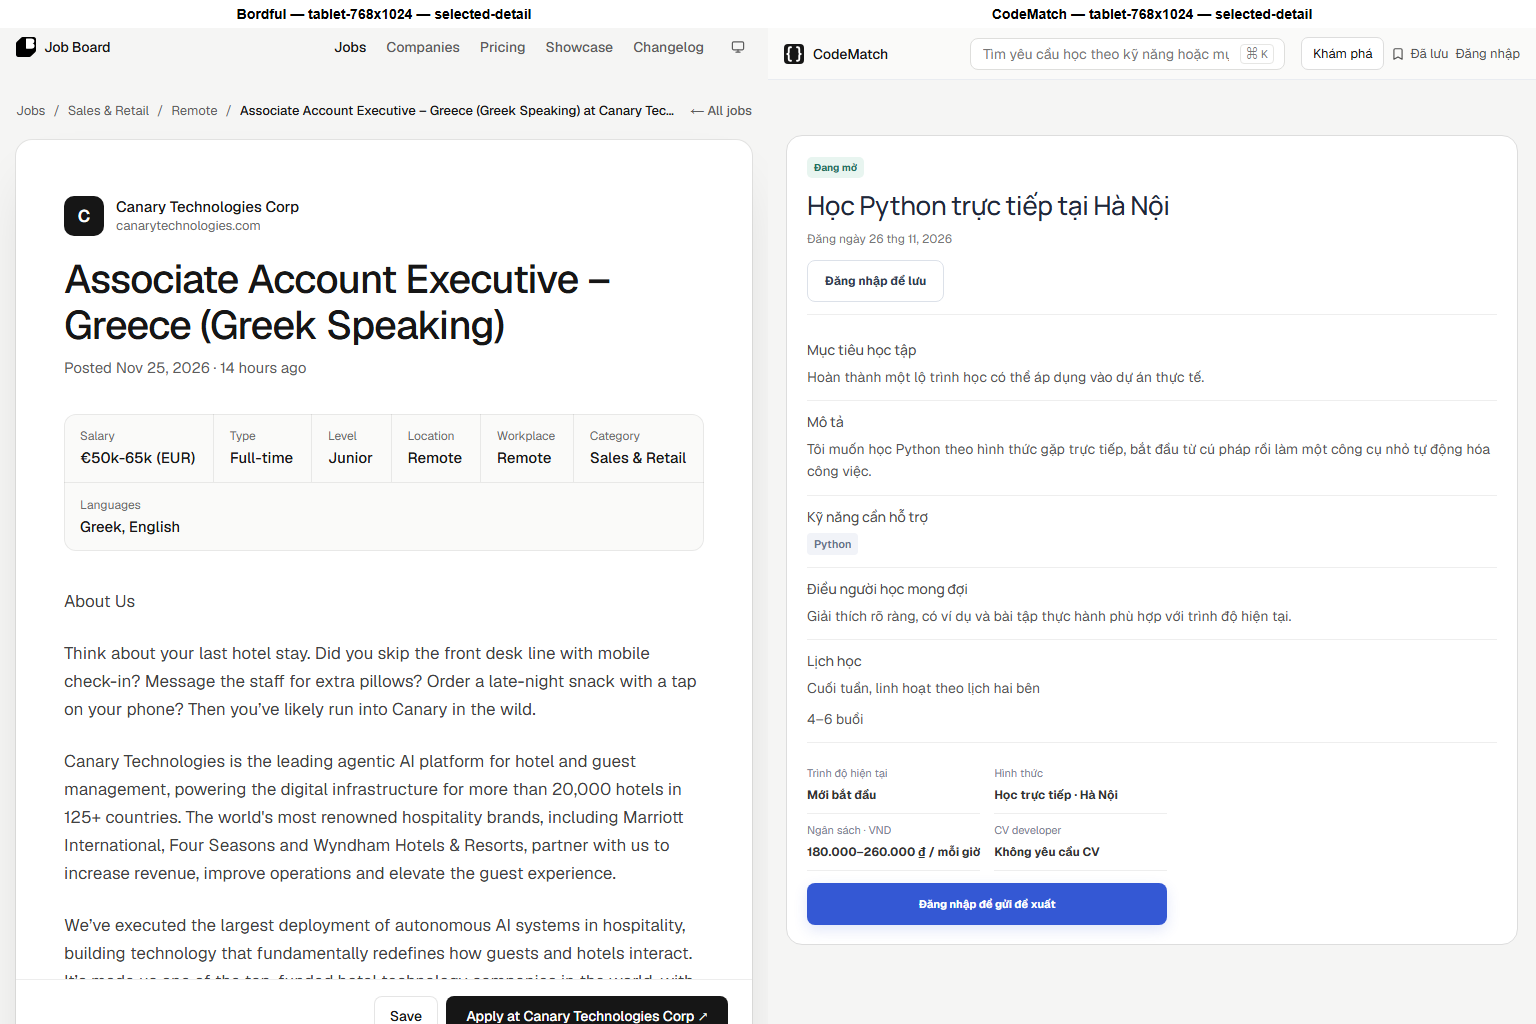 Bordful — tablet-768x1024 — selected-detail
Job Board
Jobs Companies Pricing Showcase Changelog
Jobs / Sales & Retail / Remote / Associate Account Executive – Greece (Greek Speaking) at Canary Tec... ← All jobs
C
Canary Technologies Corp
canarytechnologies.com
Associate Account Executive –
Greece (Greek Speaking)
Posted Nov 25, 2026 · 14 hours ago
Salary Type Level Location Workplace Category
€50k-65k (EUR) Full-time Junior Remote Remote Sales & Retail
Languages
Greek, English
About Us
Think about your last hotel stay. Did you skip the front desk line with mobile
check-in? Message the staff for extra pillows? Order a late-night snack with a tap
on your phone? Then you’ve likely run into Canary in the wild.
Canary Technologies is the leading agentic AI platform for hotel and guest
management, powering the digital infrastructure for more than 20,000 hotels in
125+ countries. The world's most renowned hospitality brands, including Marriott
International, Four Seasons and Wyndham Hotels & Resorts, partner with us to
increase revenue, improve operations and elevate the guest experience.
We’ve executed the largest deployment of autonomous AI systems in hospitality,
building technology that fundamentally redefines how guests and hotels interact.
It's made us one of the top-funded hotel technology companies in the world, with
Save Apply at Canary Technologies Corp ↗
CodeMatch — tablet-768x1024 — selected-detail
CodeMatch
Tìm yêu cầu học theo kỹ năng hoặc mụ ⌘ K Khám phá Đã lưu Đăng nhập
Đang mở
Học Python trực tiếp tại Hà Nội
Đăng ngày 26 thg 11, 2026
Đăng nhập để lưu
Mục tiêu học tập
Hoàn thành một lộ trình học có thể áp dụng vào dự án thực tế.
Mô tả
Tôi muốn học Python theo hình thức gặp trực tiếp, bắt đầu từ cú pháp rồi làm một công cụ nhỏ tự động hóa
công việc.
Kỹ năng cần hỗ trợ
Python
Điều người học mong đợi
Giải thích rõ ràng, có ví dụ và bài tập thực hành phù hợp với trình độ hiện tại.
Lịch học
Cuối tuần, linh hoạt theo lịch hai bên
4–6 buổi
Trình độ hiện tại Hình thức
Mới bắt đầu Học trực tiếp · Hà Nội
Ngân sách · VND CV developer
180.000–260.000 ₫ / mỗi giờ Không yêu cầu CV
Đăng nhập để gửi đề xuất